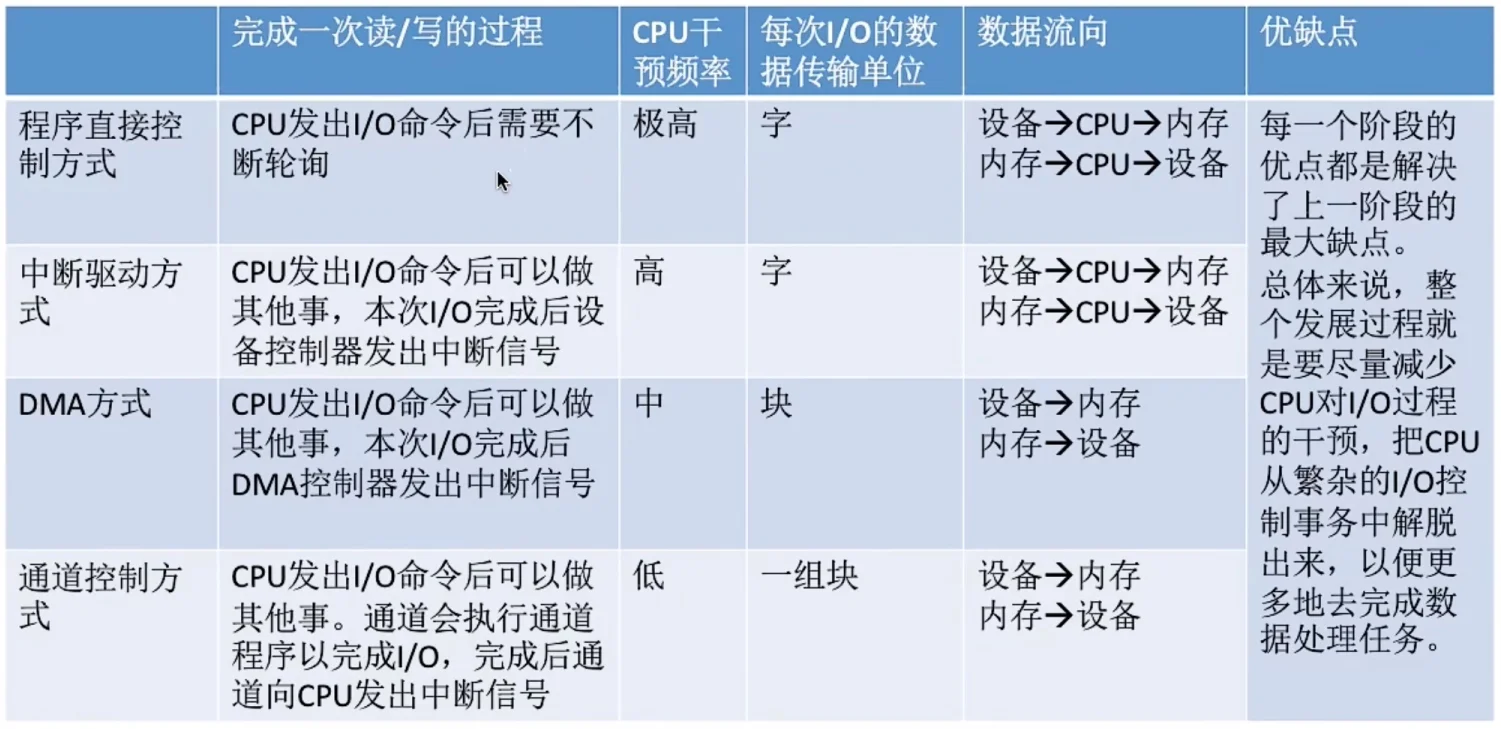 完成一次读/写的过程
CPU干
预频率
每次I/O的数
据传输单位
数据流向
优缺点
程序直接控
制方式
CPU发出I/O命令后需要不
断轮询
极高
字
设备→CPU→内存
内存→CPU→设备
中断驱动方
式
CPU发出I/O命令后可以做
其他事，本次I/O完成后设
备控制器发出中断信号
高
字
设备→CPU→内存
内存→CPU→设备
DMA方式
CPU发出I/O命令后可以做
其他事，本次I/O完成后
DMA控制器发出中断信号
中
块
设备→内存
内存→设备
通道控制方
式
CPU发出I/O命令后可以做
其他事。通道会执行通道
程序以完成I/O，完成后通
道向CPU发出中断信号
低
一组块
设备→内存
内存→设备
每一个阶段的
优点都是解决
了上一阶段的
最大缺点。
总体来说，整
个发展过程就
是要尽量减少
CPU对I/O过程
的干预，把CPU
从繁杂的I/O控
制事务中解脱
出来，以便更
多地去完成数
据处理任务。